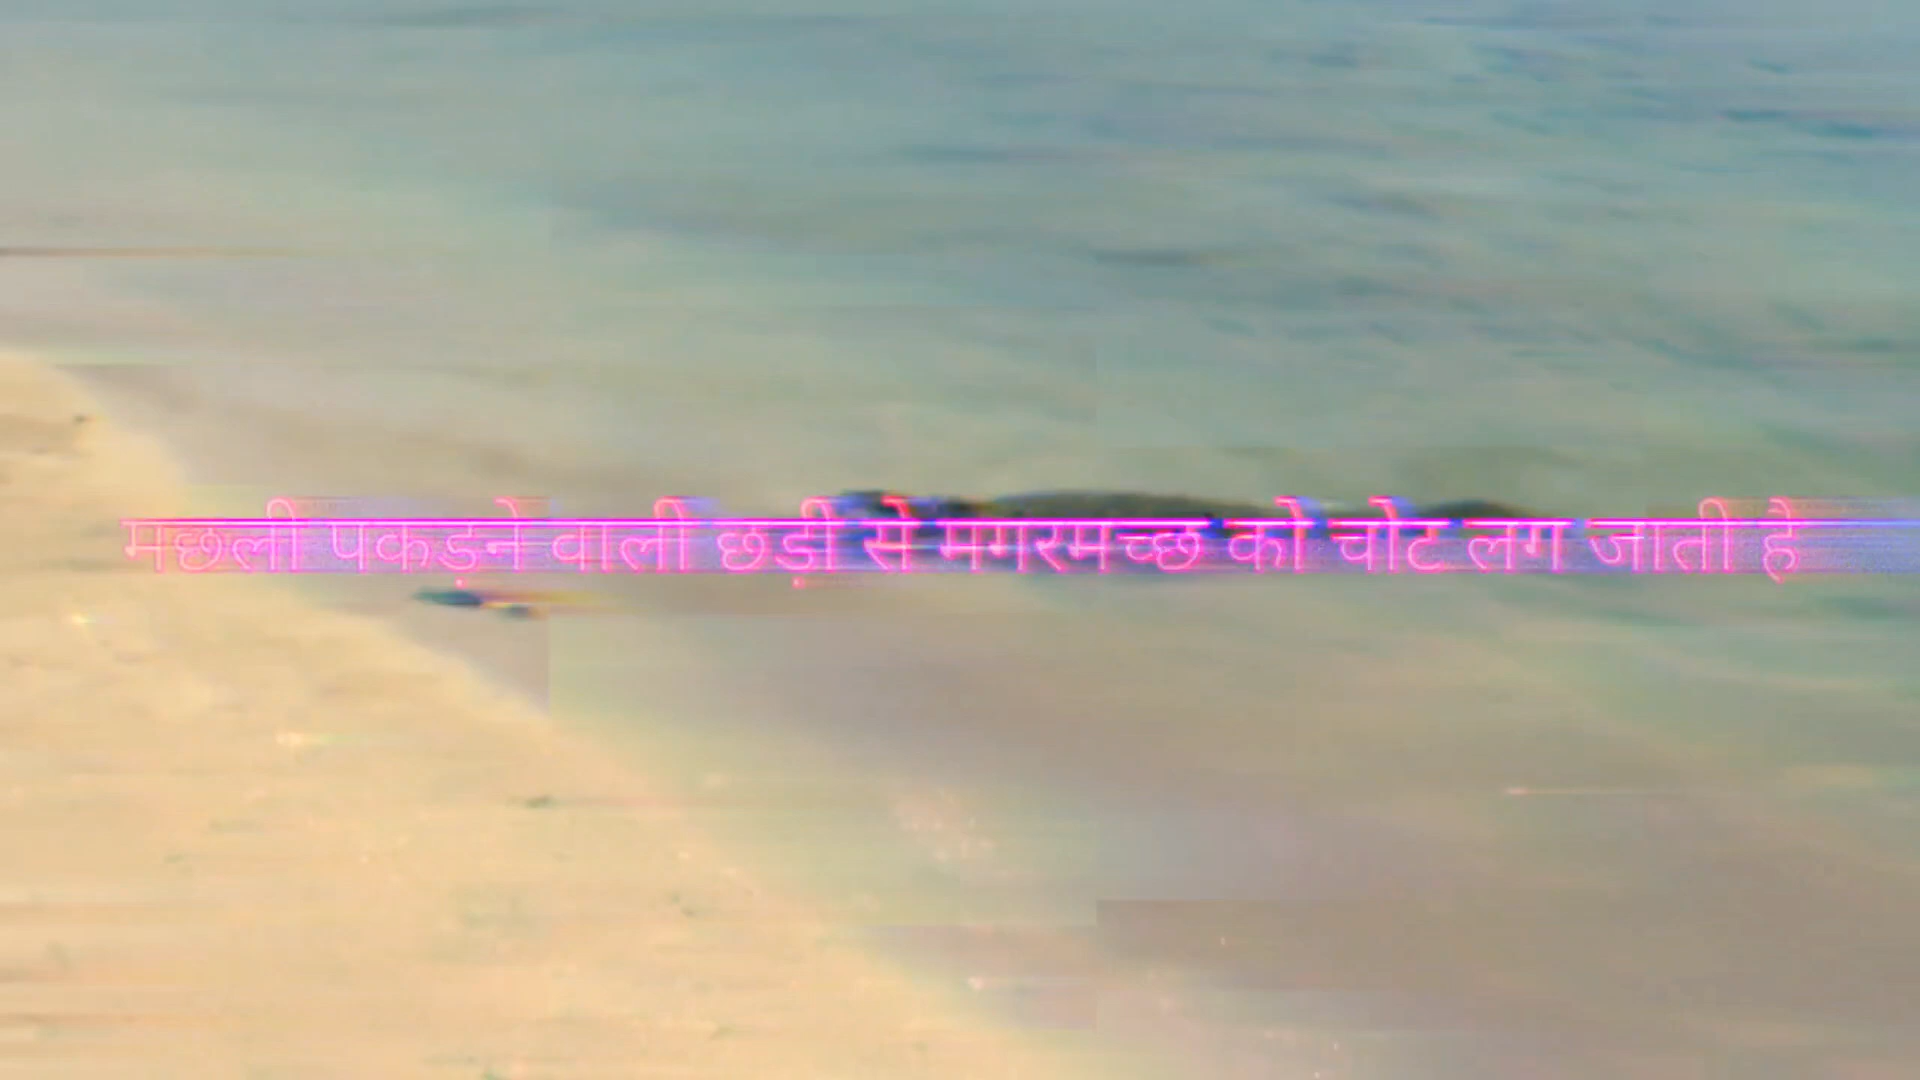 मछली पकड़ने वाली छड़ी से मगरमच्छ को चोट लग जाती है